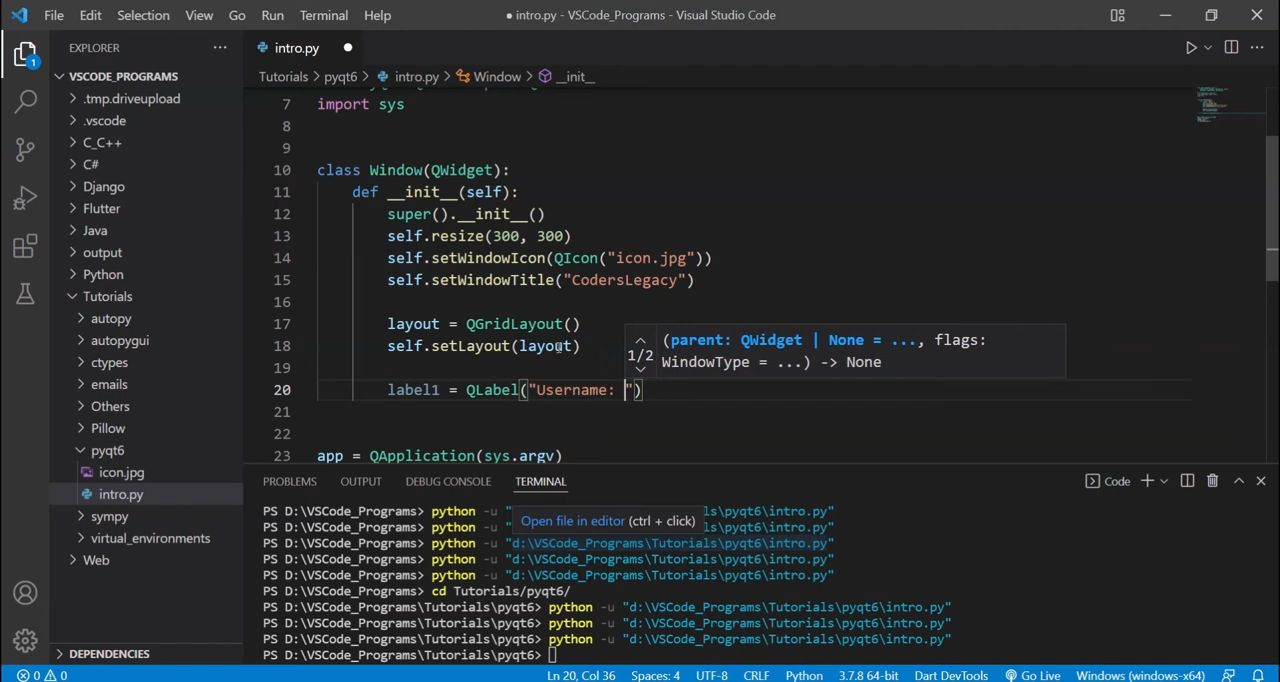 File Edit Selection View Go Run Terminal Help
● intro.py - VSCode_Programs - Visual Studio Code
EXPLORER
intro.py
VSCODE_PROGRAMS
Tutorials > pyqt6 > intro.py > Window > __init__
.tmp.driveupload
.vscode
C_C++
C#
Django
Flutter
Java
output
Python
Tutorials
autopy
autopygui
ctypes
emails
Others
Pillow
pyqt6
icon.jpg
intro.py
sympy
virtual_environments
Web
DEPENDENCIES
1
7 import sys
8
9
10 class Window(QWidget):
11 def __init__(self):
12 super().__init__()
13 self.resize(300, 300)
14 self.setWindowIcon(QIcon("icon.jpg"))
15 self.setWindowTitle("CodersLegacy")
16
17 layout = QGridLayout()
18 self.setLayout(layout)
19
20 label1 = QLabel("Username: ")
21
22
23 app = QApplication(sys.argv)
1/2
(parent: QWidget | None = ..., flags:
WindowType = ...) -> None
PROBLEMS OUTPUT DEBUG CONSOLE TERMINAL
Code
PS D:\VSCode_Programs> python -u "
ls\pyqt6\intro.py"
Open file in editor (ctrl + click)
PS D:\VSCode_Programs> python -u "
ls\pyqt6\intro.py"
PS D:\VSCode_Programs> python -u "d:\VSCode_Programs\Tutorials\pyqt6\intro.py"
PS D:\VSCode_Programs> python -u "d:\VSCode_Programs\Tutorials\pyqt6\intro.py"
PS D:\VSCode_Programs> python -u "d:\VSCode_Programs\Tutorials\pyqt6\intro.py"
PS D:\VSCode_Programs> cd Tutorials/pyqt6/
PS D:\VSCode_Programs\Tutorials\pyqt6> python -u "d:\VSCode_Programs\Tutorials\pyqt6\intro.py"
PS D:\VSCode_Programs\Tutorials\pyqt6> python -u "d:\VSCode_Programs\Tutorials\pyqt6\intro.py"
PS D:\VSCode_Programs\Tutorials\pyqt6> python -u "d:\VSCode_Programs\Tutorials\pyqt6\intro.py"
PS D:\VSCode_Programs\Tutorials\pyqt6>
0 0 Ln 20, Col 36 Spaces: 4 UTF-8 CRLF Python 3.7.8 64-bit Dart DevTools Go Live Windows (windows-x64)